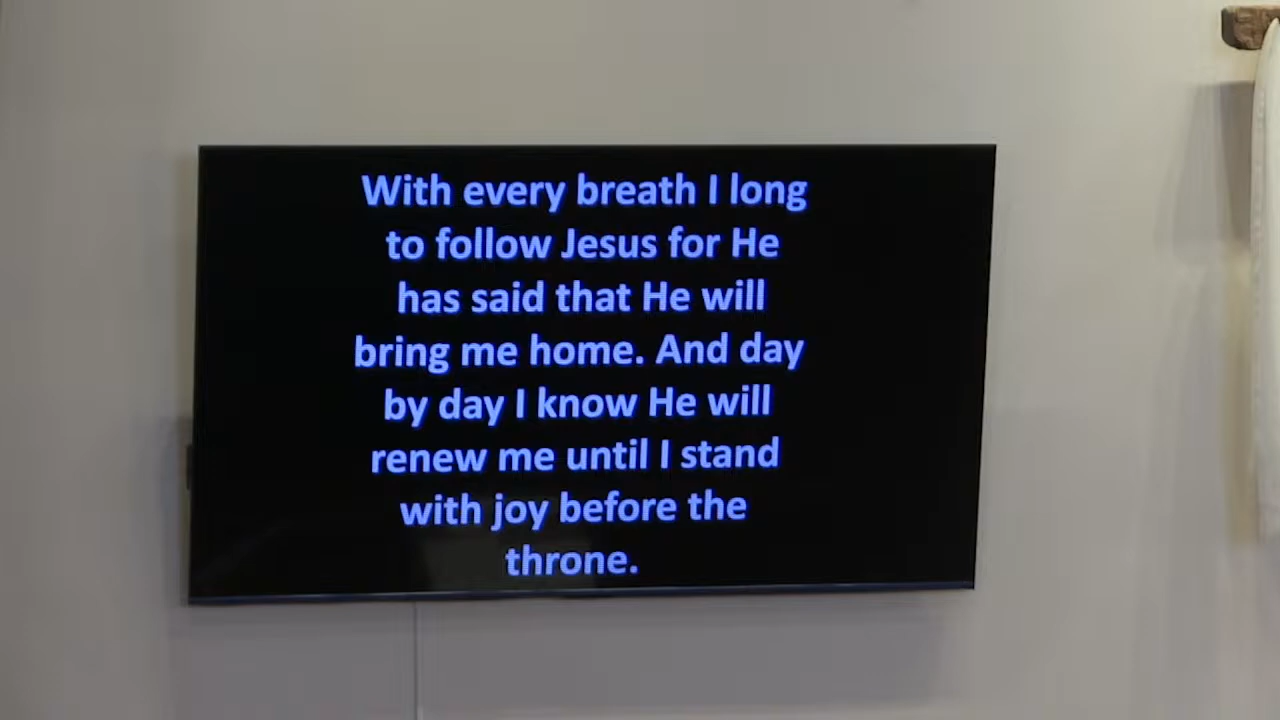 With every breath I long
to follow Jesus for He
has said that He will
bring me home. And day
by day I know He will
renew me until I stand
with joy before the
throne.